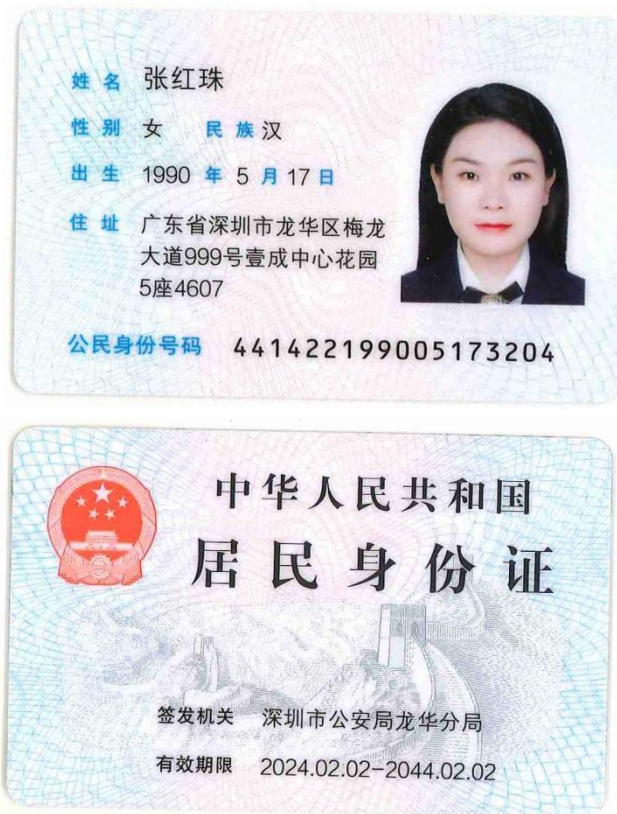 姓名 张红珠
性别 女 民族 汉
出生 1990 年 5 月 17 日
住址 广东省深圳市龙华区梅龙
大道999号壹成中心花园
5座4607
公民身份号码 441422199005173204
中华人民共和国
居民身份证
签发机关 深圳市公安局龙华分局
有效期限 2024.02.02-2044.02.02